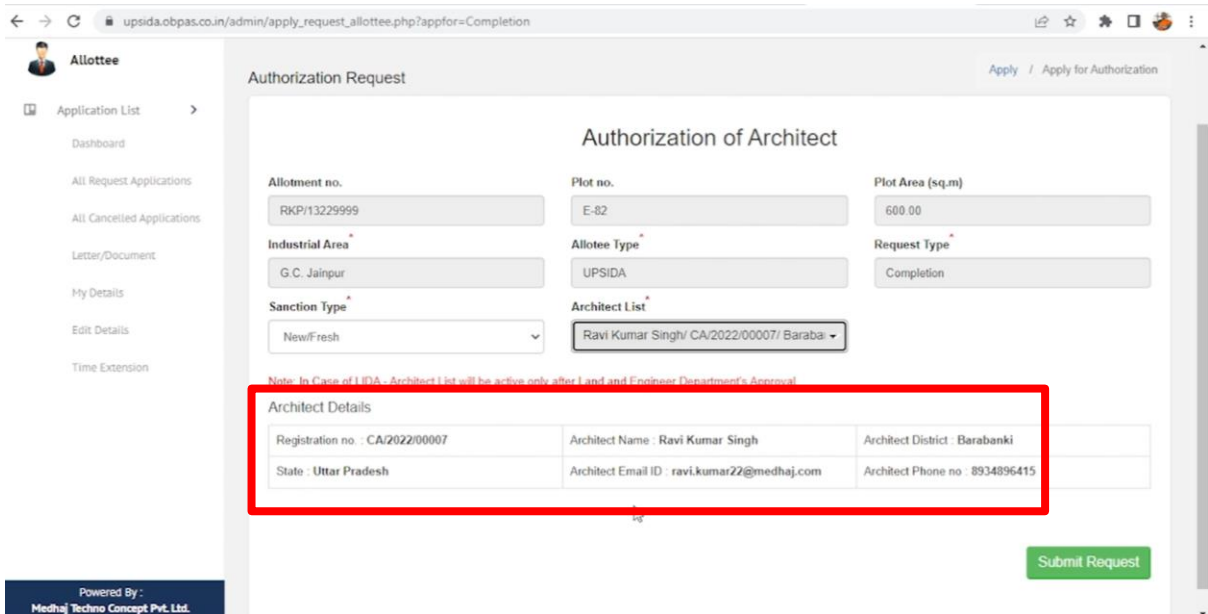 upsida.obpas.co.in/admin/apply_request_allottee.php?appfor=Completion
Allottee
Application List
Dashboard
All Request Applications
All Cancelled Applications
Letter/Document
My Details
Edit Details
Time Extension
Powered By :
Medhaj Techno Concept Pvt. Ltd.
Authorization Request
Apply / Apply for Authorization
Authorization of Architect
Allotment no. Plot no. Plot Area (sq.m)
RKP/13229999 E-82 600.00
Industrial Area* Allotee Type* Request Type*
G.C. Jainpur UPSIDA Completion
Sanction Type* Architect List*
New/Fresh Ravi Kumar Singh/ CA/2022/00007/ Baraba
Note: In Case of LIDA - Architect List will be active only after Land and Engineer Department's Approval
Architect Details
Registration no. : CA/2022/00007 Architect Name : Ravi Kumar Singh Architect District : Barabanki
State : Uttar Pradesh Architect Email ID : ravi.kumar22@medhaj.com Architect Phone no : 8934896415
Submit Request